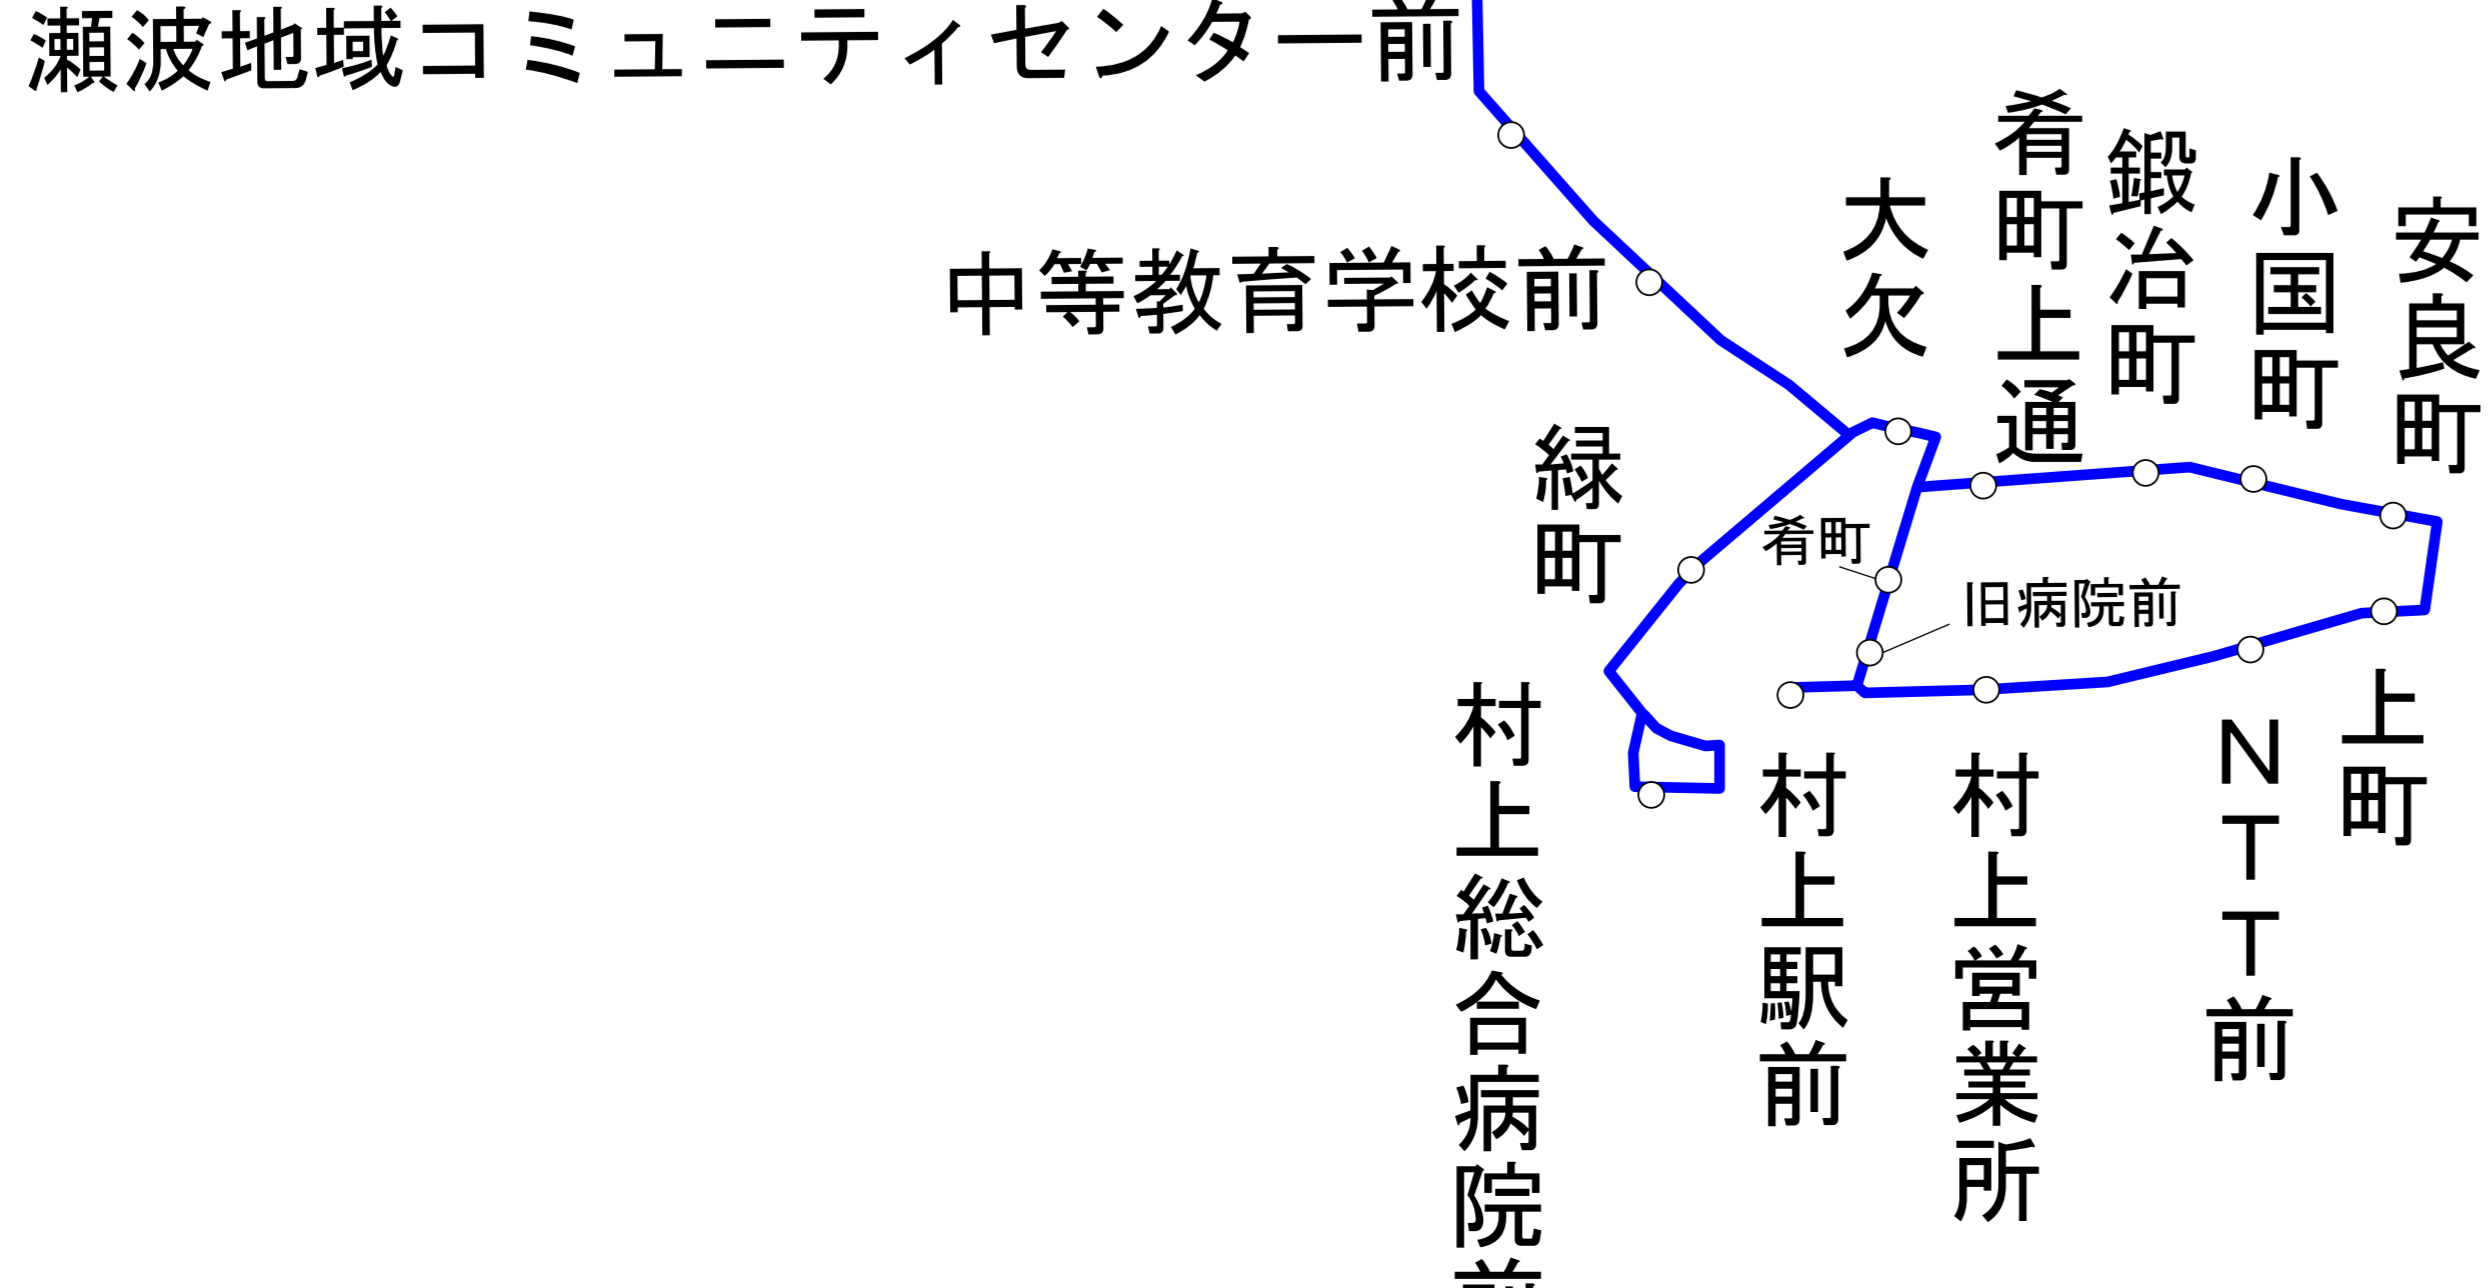 瀬波地域コミュニティセンター前
中等教育学校前
大欠
肴町上通
鍛冶町
小国町
安良町
緑町
肴町
旧病院前
上町
ＮＴＴ前
村上営業所
村上駅前
村上総合病院前